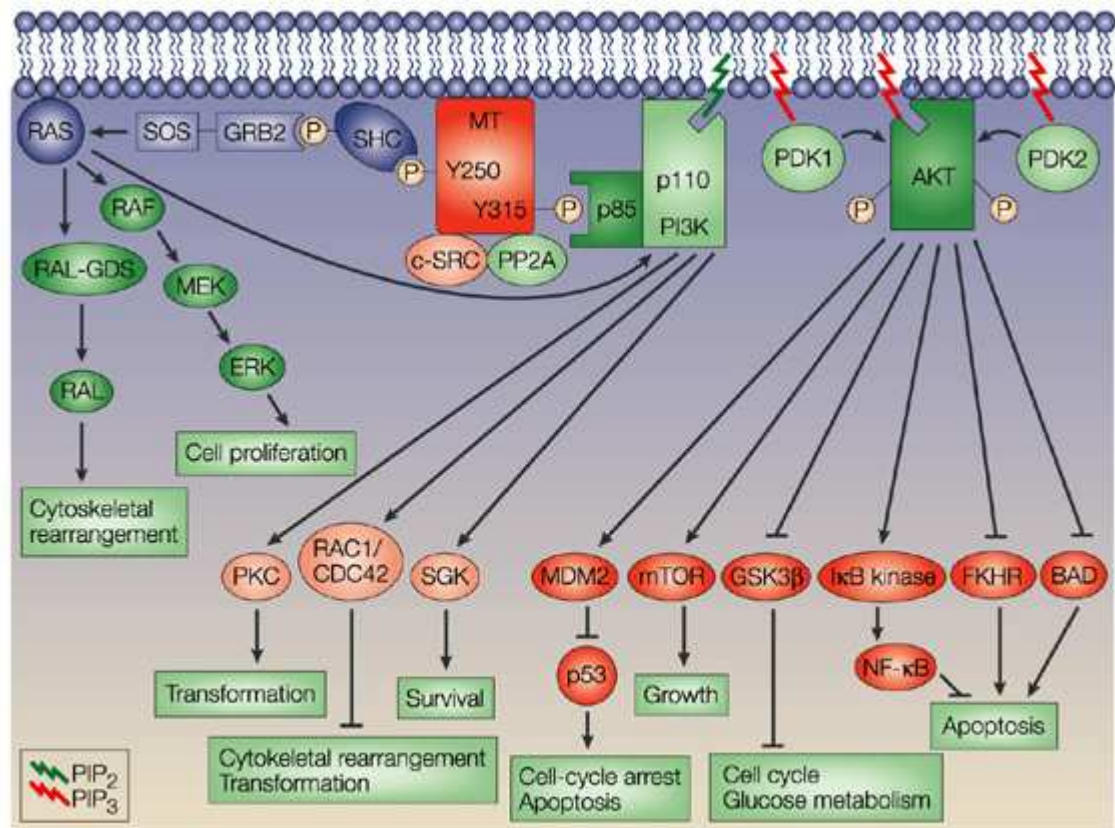 RAS
SOS
GRB2
P
SHC
P
MT
Y250
Y315
P
p85
p110
PI3K
c-SRC
PP2A
PDK1
AKT
PDK2
P
P
RAF
RAL-GDS
MEK
RAL
ERK
Cell proliferation
Cytoskeletal
rearrangement
PKC
RAC1/
CDC42
SGK
MDM2
mTOR
GSK3β
IκB kinase
FKHR
BAD
p53
NF-κB
Transformation
Survival
Growth
Apoptosis
Cytokeletal rearrangement
Transformation
Cell-cycle arrest
Apoptosis
Cell cycle
Glucose metabolism
PIP2
PIP3